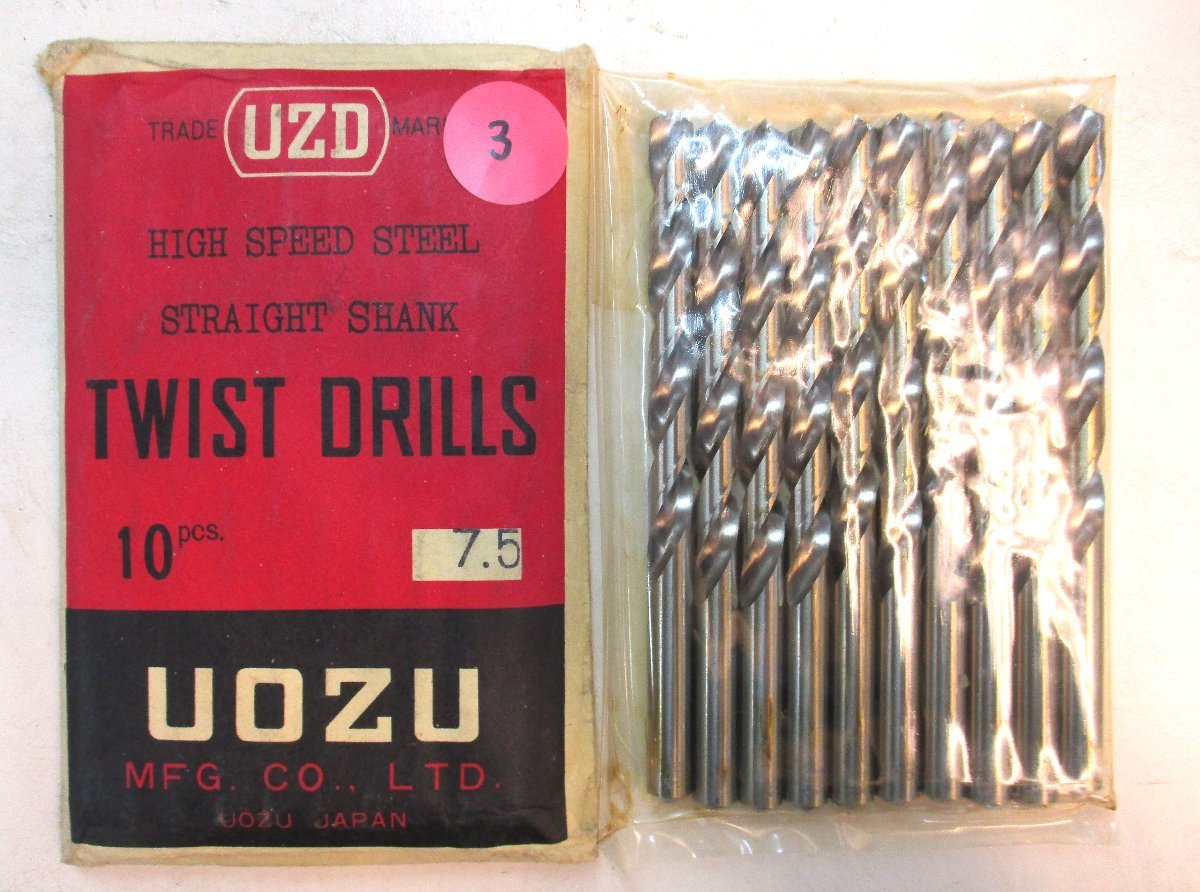 TRADE UZD MAR
3
HIGH SPEED STEEL
STRAIGHT SHANK
TWIST DRILLS
10 pcs. 7.5
UOZU
MFG. CO., LTD.
UOZU JAPAN